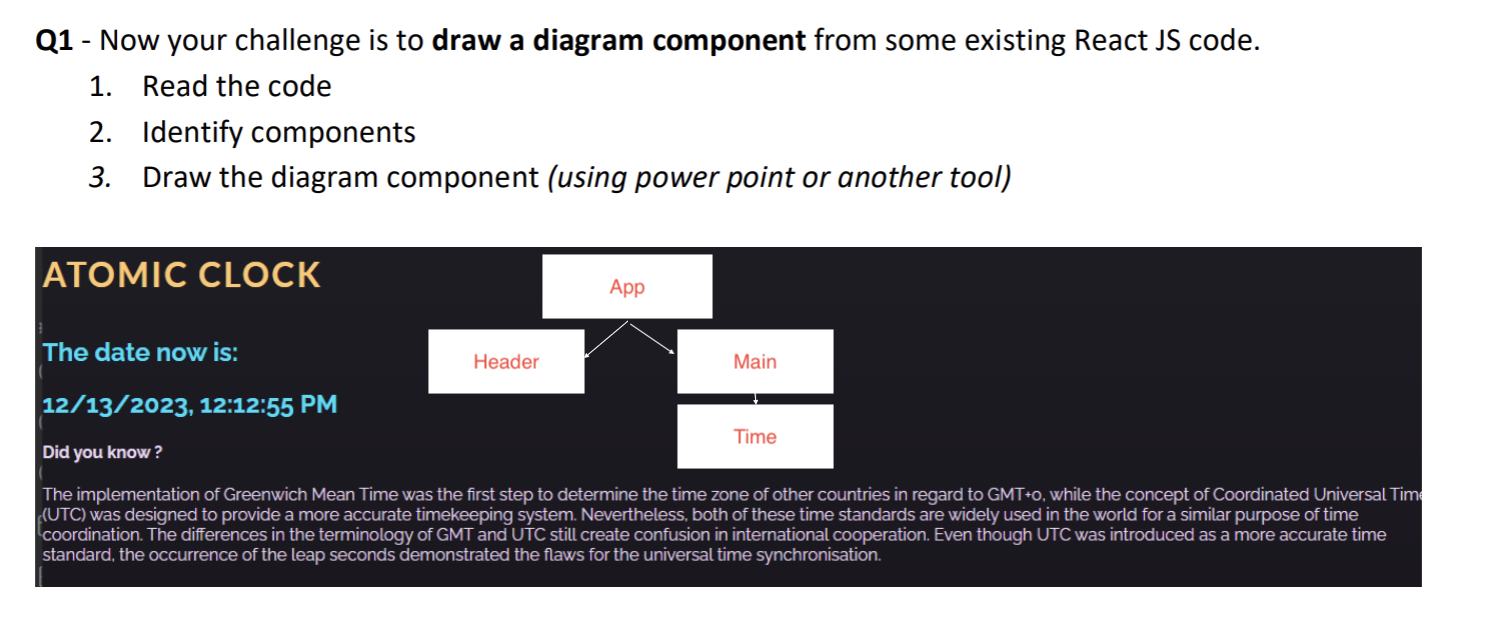 Q1 - Now your challenge is to draw a diagram component from some existing React JS code.
1. Read the code
2. Identify components
3. Draw the diagram component (using power point or another tool)
ATOMIC CLOCK
App
The date now is:
Header
Main
12/13/2023, 12:12:55 PM
Time
Did you know ?
The implementation of Greenwich Mean Time was the first step to determine the time zone of other countries in regard to GMT+0, while the concept of Coordinated Universal Time
(UTC) was designed to provide a more accurate timekeeping system. Nevertheless, both of these time standards are widely used in the world for a similar purpose of time
coordination. The differences in the terminology of GMT and UTC still create confusion in international cooperation. Even though UTC was introduced as a more accurate time
standard, the occurrence of the leap seconds demonstrated the flaws for the universal time synchronisation.